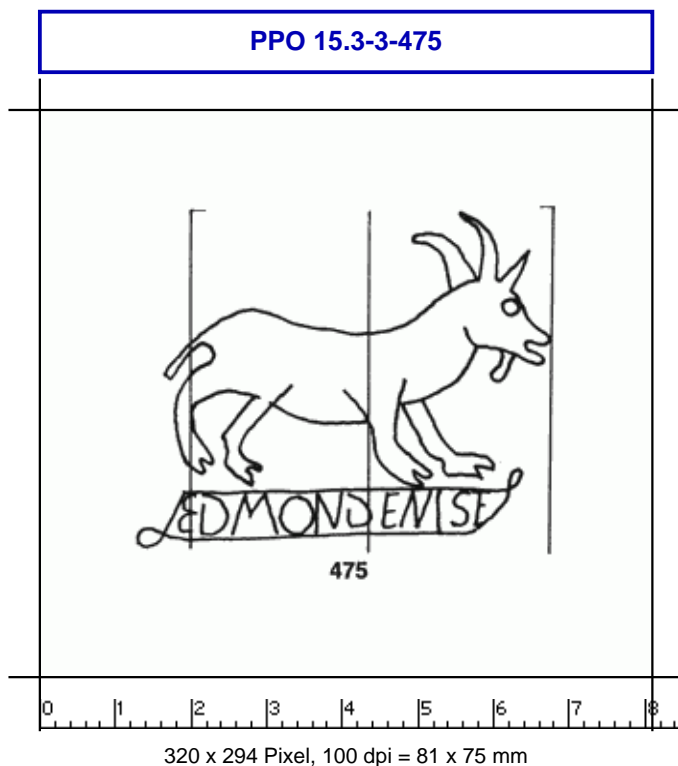 PPO 15.3-3-475
EDMONDENISE
475
0 1 2 3 4 5 6 7 8
320 x 294 Pixel, 100 dpi = 81 x 75 mm